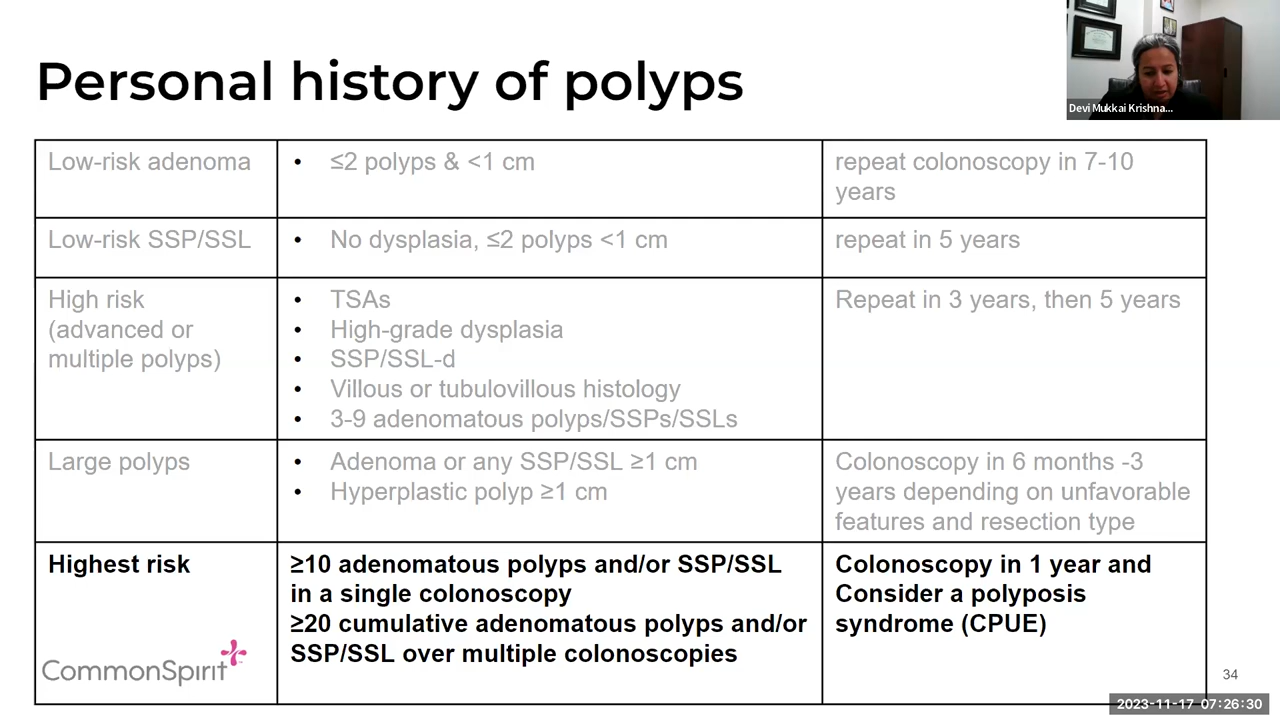 Personal history of polyps
Devi Mukkai Krishna...
Low-risk adenoma
• ≤2 polyps & <1 cm
repeat colonoscopy in 7-10
years
Low-risk SSP/SSL
• No dysplasia, ≤2 polyps <1 cm
repeat in 5 years
High risk
(advanced or
multiple polyps)
• TSAs
• High-grade dysplasia
• SSP/SSL-d
• Villous or tubulovillous histology
• 3-9 adenomatous polyps/SSPs/SSLs
Repeat in 3 years, then 5 years
Large polyps
• Adenoma or any SSP/SSL ≥1 cm
• Hyperplastic polyp ≥1 cm
Colonoscopy in 6 months -3
years depending on unfavorable
features and resection type
Highest risk
≥10 adenomatous polyps and/or SSP/SSL
in a single colonoscopy
≥20 cumulative adenomatous polyps and/or
SSP/SSL over multiple colonoscopies
Colonoscopy in 1 year and
Consider a polyposis
syndrome (CPUE)
CommonSpirit
34
2023-11-17 07:26:30